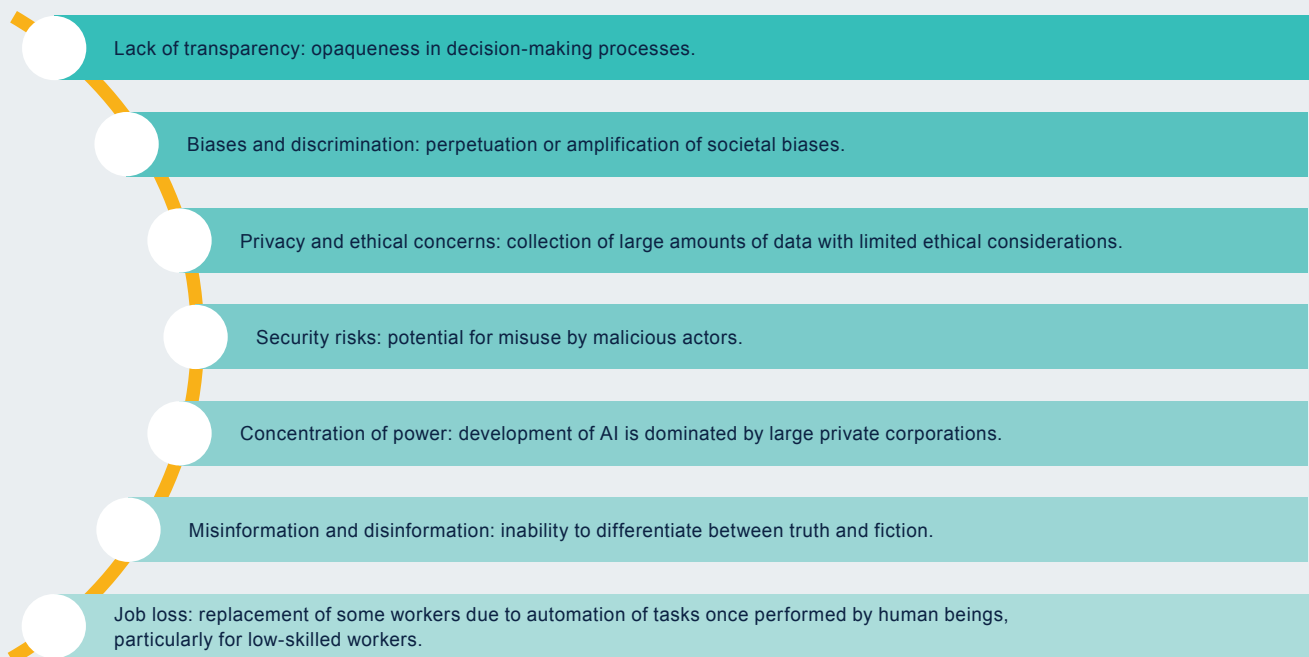 Lack of transparency: opaqueness in decision-making processes.
Biases and discrimination: perpetuation or amplification of societal biases.
Privacy and ethical concerns: collection of large amounts of data with limited ethical considerations.
Security risks: potential for misuse by malicious actors.
Concentration of power: development of AI is dominated by large private corporations.
Misinformation and disinformation: inability to differentiate between truth and fiction.
Job loss: replacement of some workers due to automation of tasks once performed by human beings,
particularly for low-skilled workers.